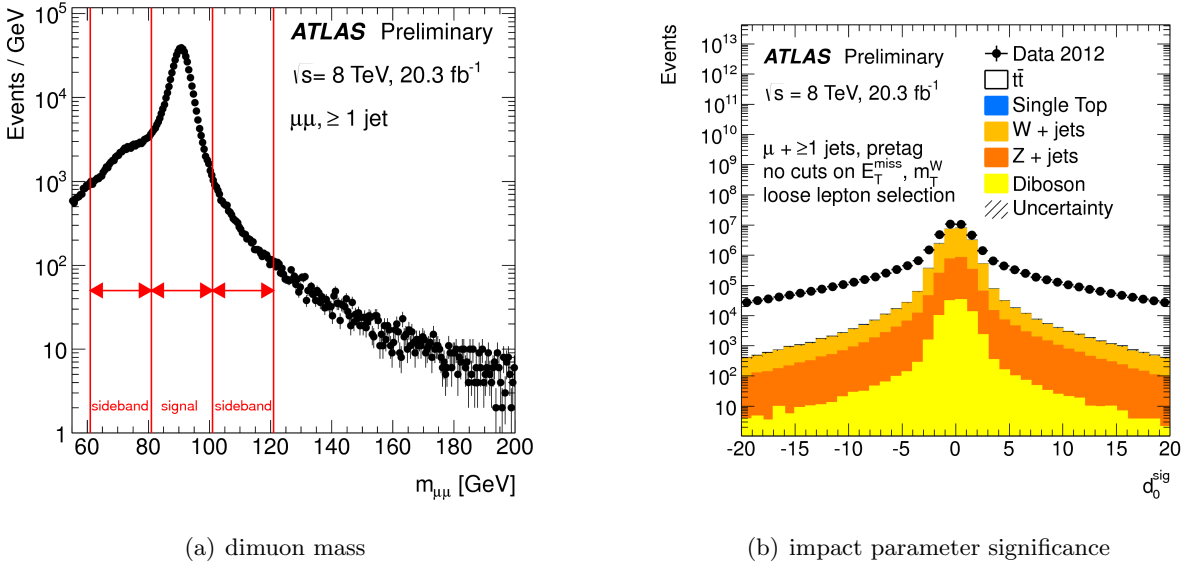 Events / GeV
10^5
10^4
10^3
10^2
10
1
ATLAS Preliminary
√s= 8 TeV, 20.3 fb^-1
μμ, ≥ 1 jet
sideband signal sideband
60 80 100 120 140 160 180 200
m_μμ [GeV]
(a) dimuon mass
Events
10^13
10^12
10^11
10^10
10^9
10^8
10^7
10^6
10^5
10^4
10^3
10^2
10
ATLAS Preliminary
√s = 8 TeV, 20.3 fb^-1
μ + ≥1 jets, pretag
no cuts on E_T^miss, m_T^W
loose lepton selection
Data 2012
tt̄
Single Top
W + jets
Z + jets
Diboson
Uncertainty
-20 -15 -10 -5 0 5 10 15 20
d_0^sig
(b) impact parameter significance